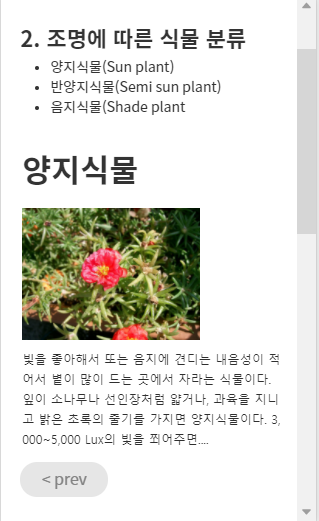 2. 조명에 따른 식물 분류
• 양지식물(Sun plant)
• 반양지식물(Semi sun plant)
• 음지식물(Shade plant
양지식물
빛을 좋아해서 또는 음지에 견디는 내음성이 적
어서 볕이 많이 드는 곳에서 자라는 식물이다.
잎이 소나무나 선인장처럼 얇거나, 과육을 지니
고 밝은 초록의 줄기를 가지면 양지식물이다. 3,
000~5,000 Lux의 빛을 쬐어주면....
< prev